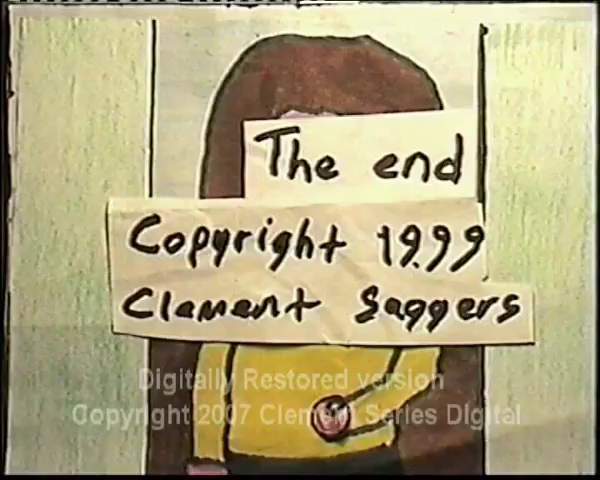 The end
Copyright 1999
Clement Saggers
Digitally Restored version
Copyright 2007 Clement Series Digital